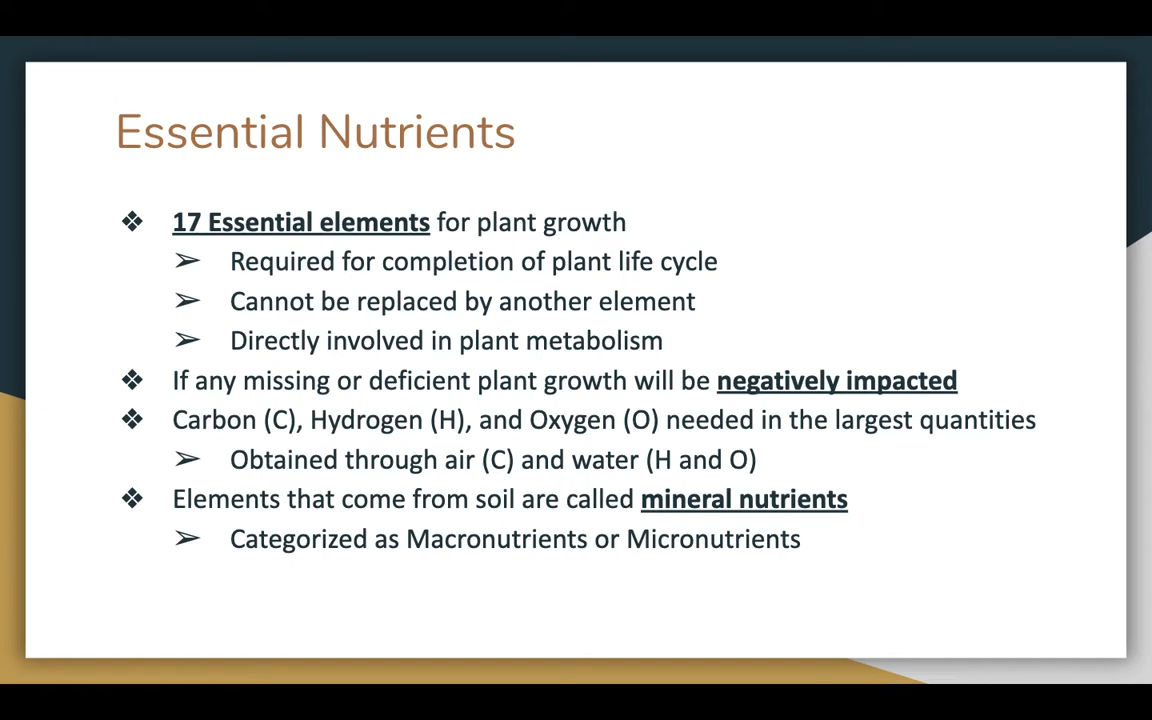 Essential Nutrients
❖ 17 Essential elements for plant growth
➢ Required for completion of plant life cycle
➢ Cannot be replaced by another element
➢ Directly involved in plant metabolism
❖ If any missing or deficient plant growth will be negatively impacted
❖ Carbon (C), Hydrogen (H), and Oxygen (O) needed in the largest quantities
➢ Obtained through air (C) and water (H and O)
❖ Elements that come from soil are called mineral nutrients
➢ Categorized as Macronutrients or Micronutrients